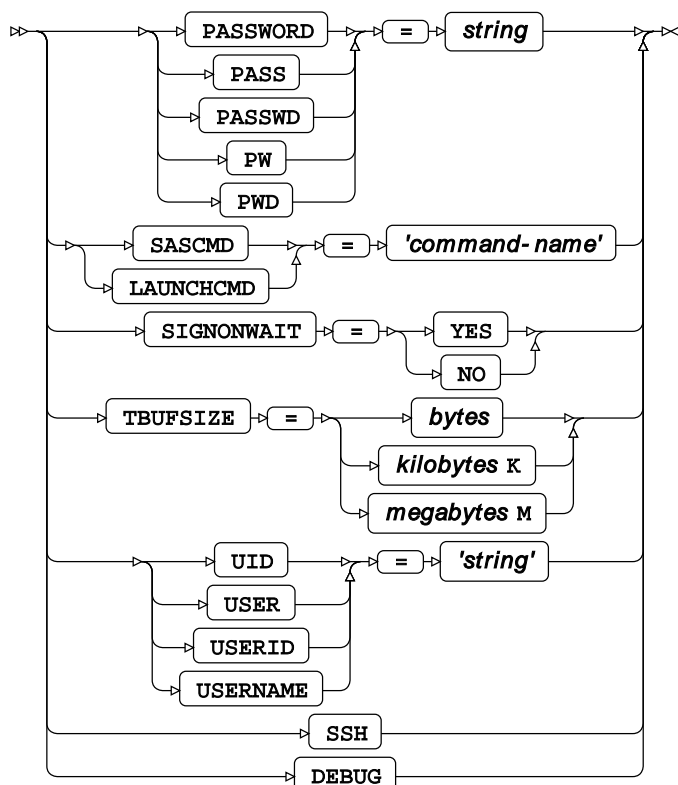 PASSWORD = string
PASS
PASSWD
PW
PWD
SASCMD = 'command-name'
LAUNCHCMD
SIGNONWAIT = YES
NO
TBUFSIZE = bytes
kilobytes K
megabytes M
UID = 'string'
USER
USERID
USERNAME
SSH
DEBUG